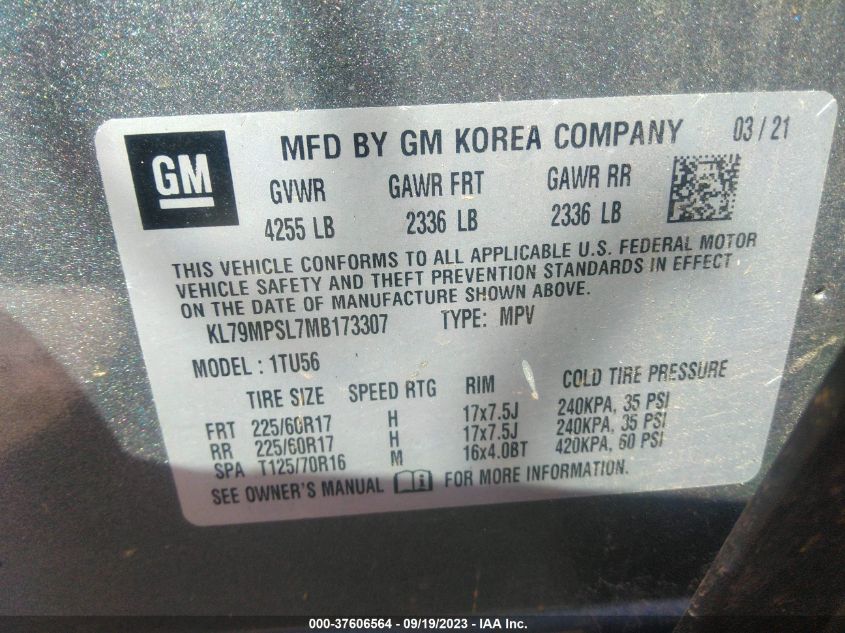 GM
MFD BY GM KOREA COMPANY 03 / 21
GVWR GAWR FRT GAWR RR
4255 LB 2336 LB 2336 LB
THIS VEHICLE CONFORMS TO ALL APPLICABLE U.S. FEDERAL MOTOR
VEHICLE SAFETY AND THEFT PREVENTION STANDARDS IN EFFECT
ON THE DATE OF MANUFACTURE SHOWN ABOVE.
KL79MPSL7MB173307 TYPE: MPV
MODEL : 1TU56
TIRE SIZE SPEED RTG RIM COLD TIRE PRESSURE
FRT 225/60R17 H 17x7.5J 240KPA, 35 PSI
RR 225/60R17 H 17x7.5J 240KPA, 35 PSI
SPA T125/70R16 M 16x4.0BT 420KPA, 60 PSI
SEE OWNER'S MANUAL i FOR MORE INFORMATION.
000-37606564 - 09/19/2023 - IAA Inc.